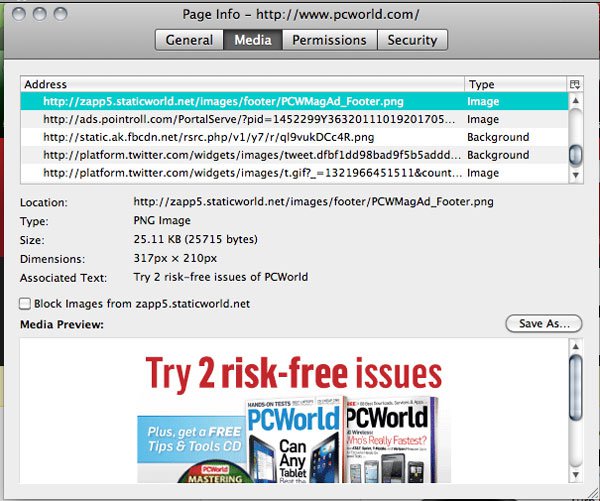 Page Info – http://www.pcworld.com/
General Media Permissions Security
Address Type
http://zapp5.staticworld.net/images/footer/PCWMagAd_Footer.png Image
http://ads.pointroll.com/PortalServe/?pid=1452299Y36320111019201705... Image
http://static.ak.fbcdn.net/rsrc.php/v1/y7/r/ql9vukDCc4R.png Background
http://platform.twitter.com/widgets/images/tweet.dfbf1dd98bad9f5b5addd... Background
http://platform.twitter.com/widgets/images/t.gif?_=1321966451511&count... Image
Location: http://zapp5.staticworld.net/images/footer/PCWMagAd_Footer.png
Type: PNG Image
Size: 25.11 KB (25715 bytes)
Dimensions: 317px × 210px
Associated Text: Try 2 risk-free issues of PCWorld
Block Images from zapp5.staticworld.net
Media Preview: Save As...
Try 2 risk-free issues
Plus, get a FREE
Tips & Tools CD
PCWorld
MASTERING
HANDS-ON TESTS
PCWorld
Can
Any
Tablet
Beat the
PCWorld
Wireless:
Who's Really Fastest?